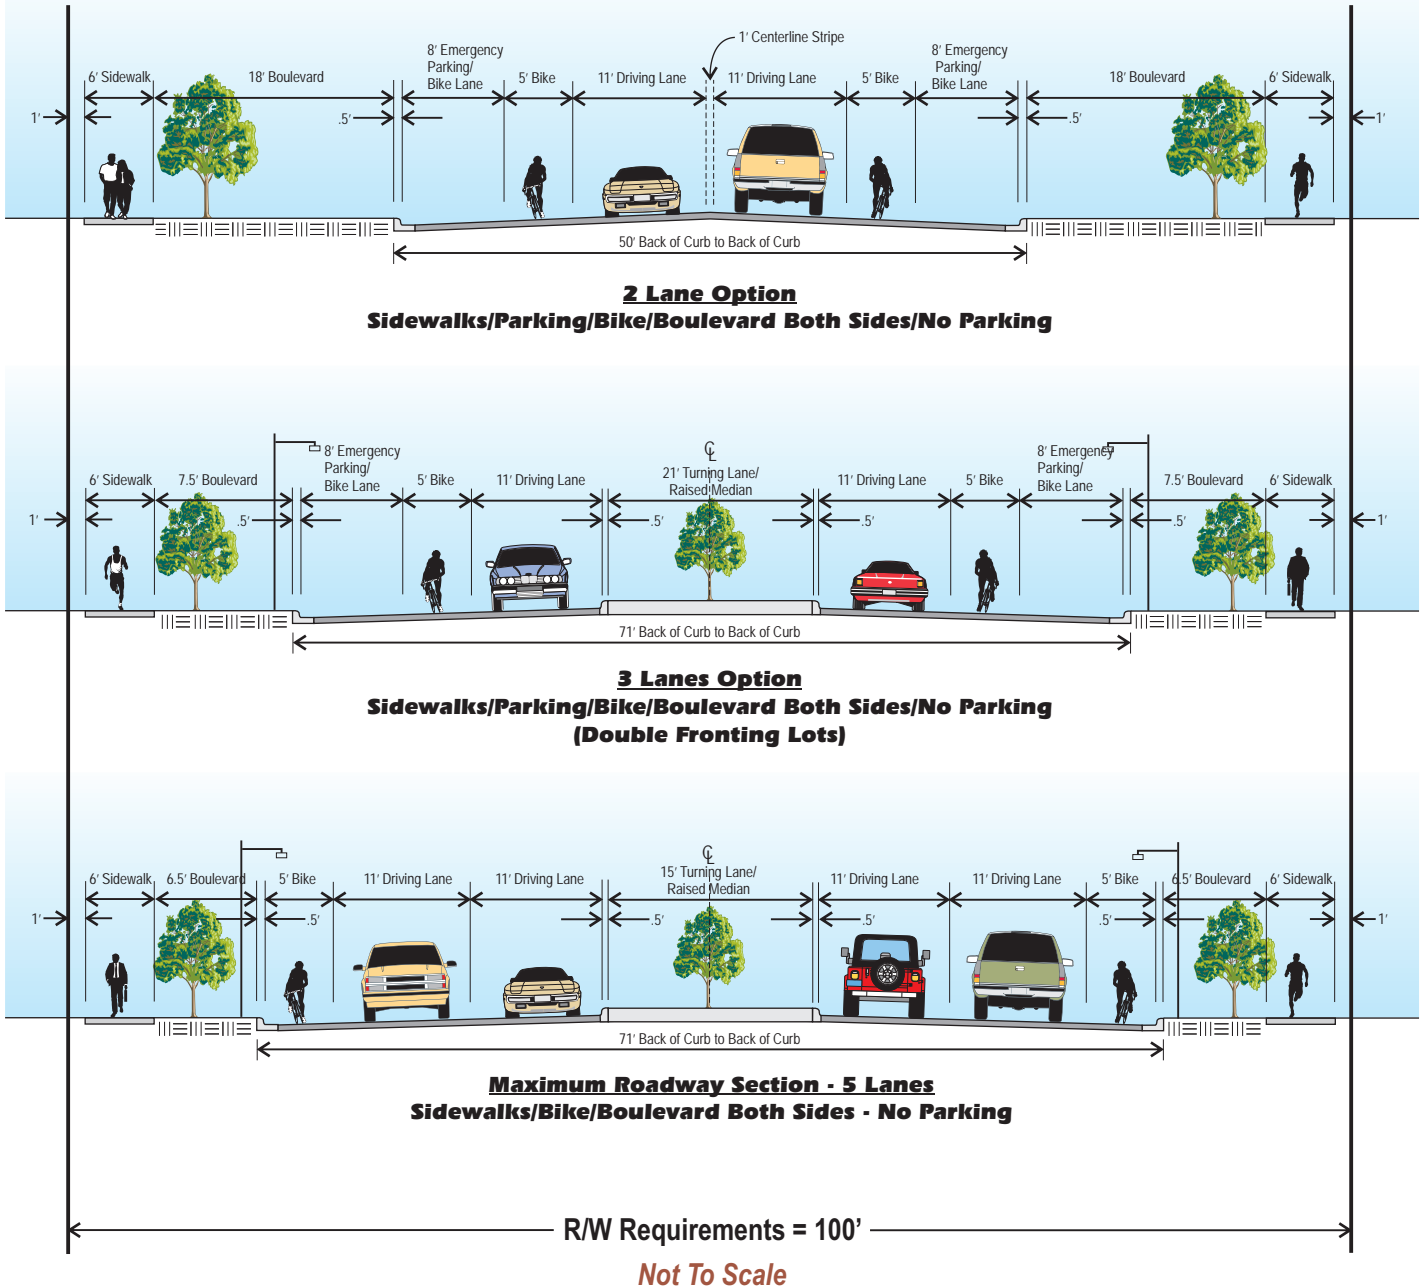 1' Centerline Stripe
8' Emergency
Parking/
Bike Lane
8' Emergency
Parking/
Bike Lane
6' Sidewalk
18' Boulevard
5' Bike
11' Driving Lane
11' Driving Lane
5' Bike
18' Boulevard
6' Sidewalk
1'
.5'
.5'
1'
50' Back of Curb to Back of Curb
2 Lane Option
Sidewalks/Parking/Bike/Boulevard Both Sides/No Parking
℄
8' Emergency
Parking/
Bike Lane
21' Turning Lane/
Raised Median
8' Emergency
Parking/
Bike Lane
6' Sidewalk
7.5' Boulevard
5' Bike
11' Driving Lane
11' Driving Lane
5' Bike
7.5' Boulevard
6' Sidewalk
1'
.5'
.5'
.5'
.5'
1'
71' Back of Curb to Back of Curb
3 Lanes Option
Sidewalks/Parking/Bike/Boulevard Both Sides/No Parking
(Double Fronting Lots)
℄
6' Sidewalk
6.5' Boulevard
5' Bike
11' Driving Lane
11' Driving Lane
15' Turning Lane/
Raised Median
11' Driving Lane
11' Driving Lane
5' Bike
6.5' Boulevard
6' Sidewalk
1'
.5'
.5'
.5'
.5'
1'
71' Back of Curb to Back of Curb
Maximum Roadway Section - 5 Lanes
Sidewalks/Bike/Boulevard Both Sides - No Parking
R/W Requirements = 100'
Not To Scale